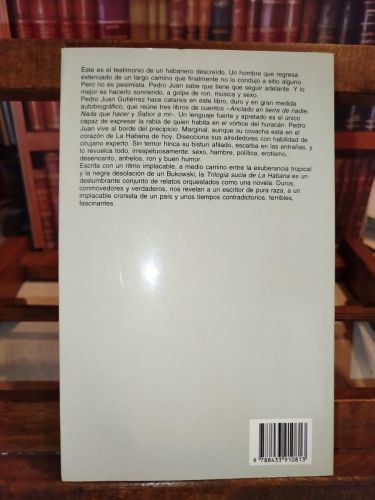 Éste es el testimonio de un habanero descreído. Un hombre que regresa
extenuado de un largo camino que finalmente no lo condujo a sitio alguno.
Pero no es pesimista. Pedro Juan sabe que tiene que seguir adelante. Y lo
mejor es hacerlo sonriendo, a golpe de ron, música y sexo.
Pedro Juan Gutiérrez hace catarsis en este libro, duro y en gran medida
autobiográfico, que reúne tres libros de cuentos –Anclado en tierra de nadie,
Nada que hacer y Sabor a mí–. Un lenguaje fuerte y apretado es el único
capaz de expresar la rabia de quien habita en el vórtice del huracán. Pedro
Juan vive al borde del precipicio. Marginal, aunque su covacha está en el
corazón de La Habana de hoy. Disecciona sus alrededores con habilidad de
cirujano experto. Sin temor hinca su bisturí afilado, escarba en las entrañas, y
lo revuelca todo, irrespetuosamente: sexo, hambre, política, erotismo,
desencanto, anhelos, ron y buen humor.
Escrita con un ritmo implacable, a medio camino entre la exuberancia tropical
y la negra desolación de un Bukowski, la Trilogía sucia de La Habana es un
deslumbrante conjunto de relatos orquestados como una novela. Duros,
conmovedores y verdaderos, nos revelan a un escritor de pura raza, a un
implacable cronista de un país y unos tiempos contradictorios, terribles,
fascinantes.
9 788433 910813